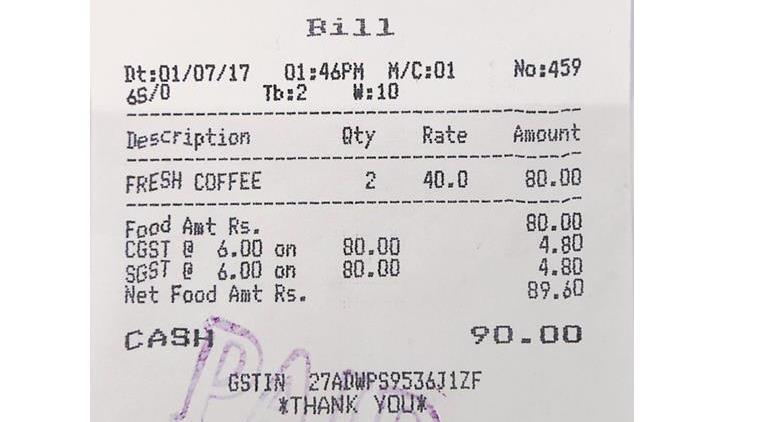 Bill
Dt:01/07/17 01:46PM M/C:01 No:459
6S/0 Tb:2 W:10
Description Qty Rate Amount
FRESH COFFEE 2 40.0 80.00
Food Amt Rs. 80.00
CGST @ 6.00 on 80.00 4.80
SGST @ 6.00 on 80.00 4.80
Net Food Amt Rs. 89.60
CASH 90.00
PAID
GSTIN 27ADWPS9536J1ZF
*THANK YOU*